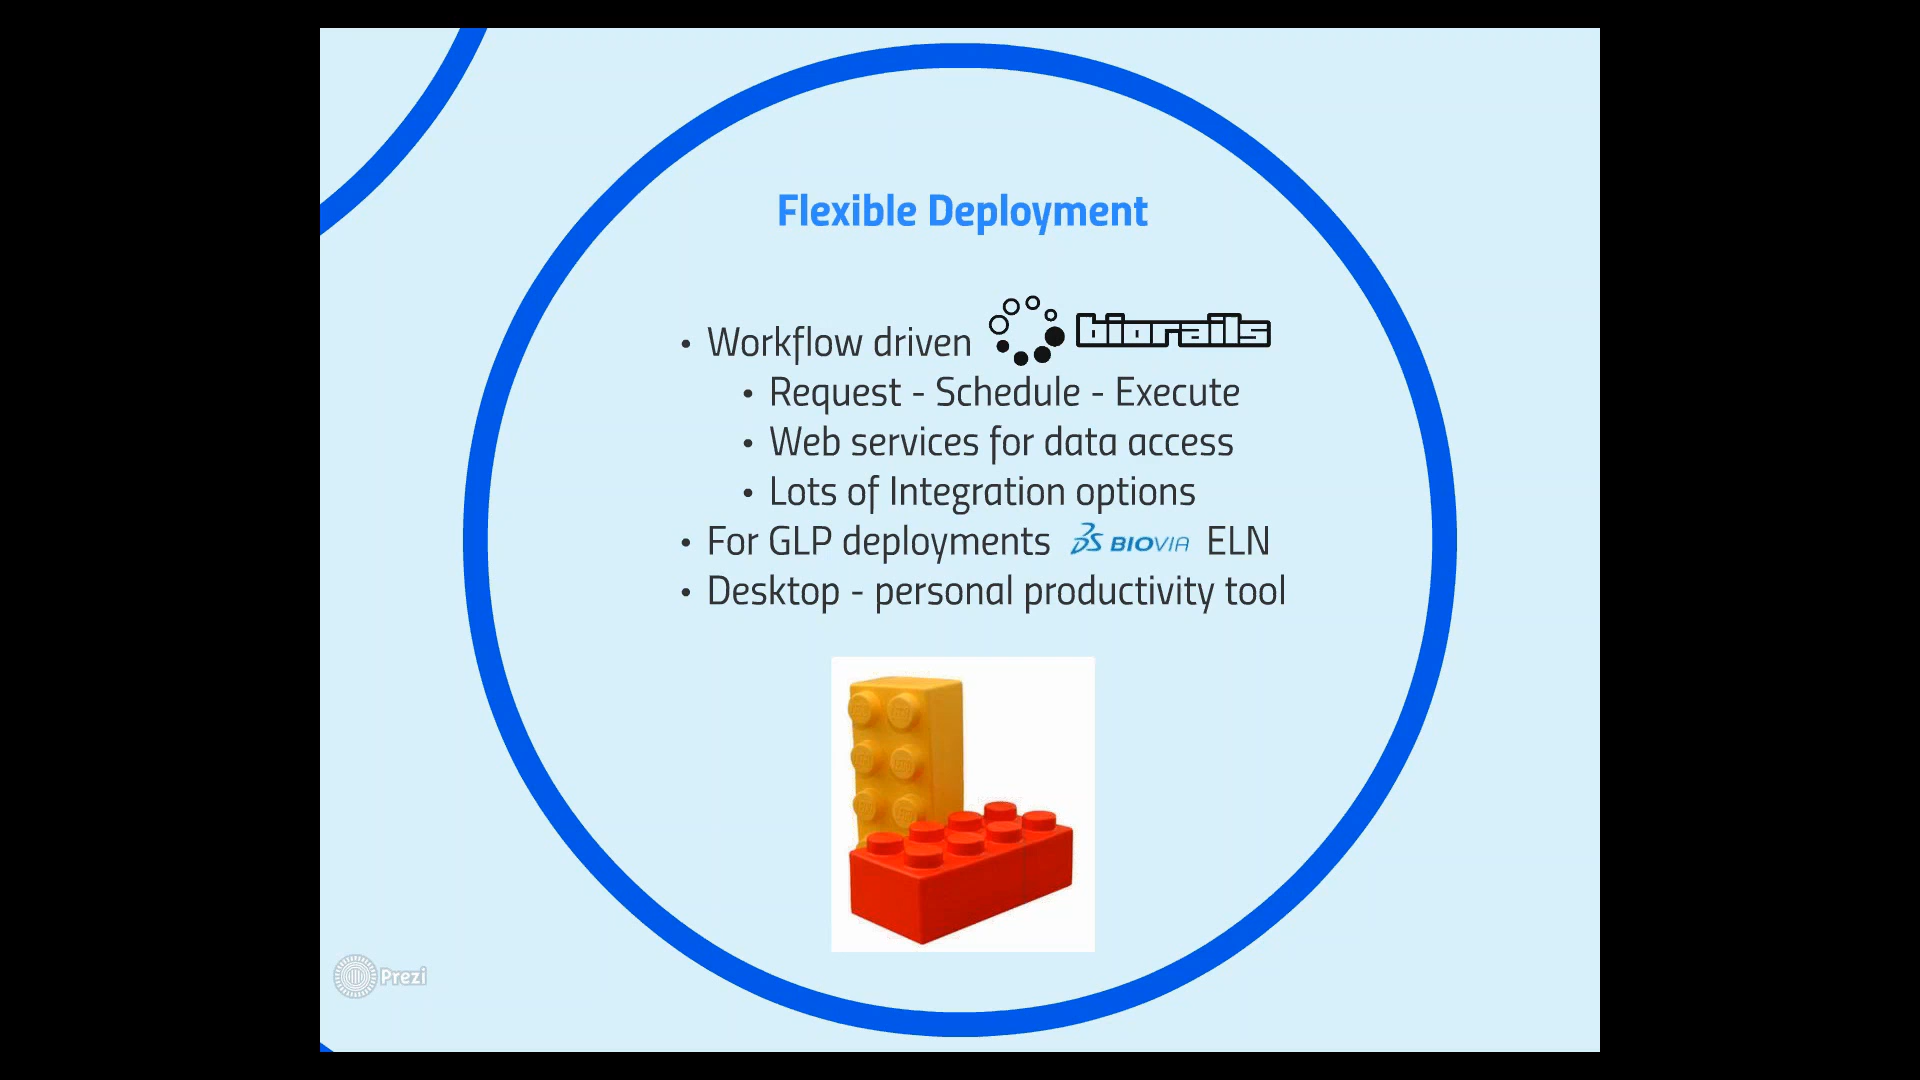 Flexible Deployment
• Workflow driven biorails
• Request - Schedule - Execute
• Web services for data access
• Lots of Integration options
• For GLP deployments 3DS BIOVIA ELN
• Desktop - personal productivity tool
Prezi